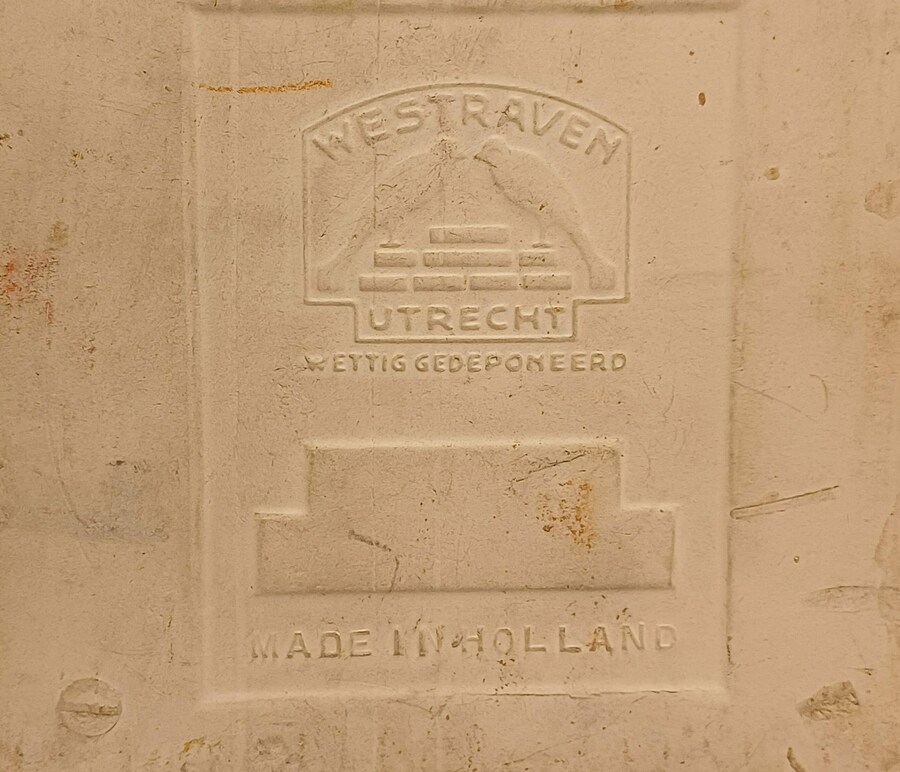 WESTRAVEN
UTRECHT
WETTIG GEDEPONEERD
MADE IN HOLLAND